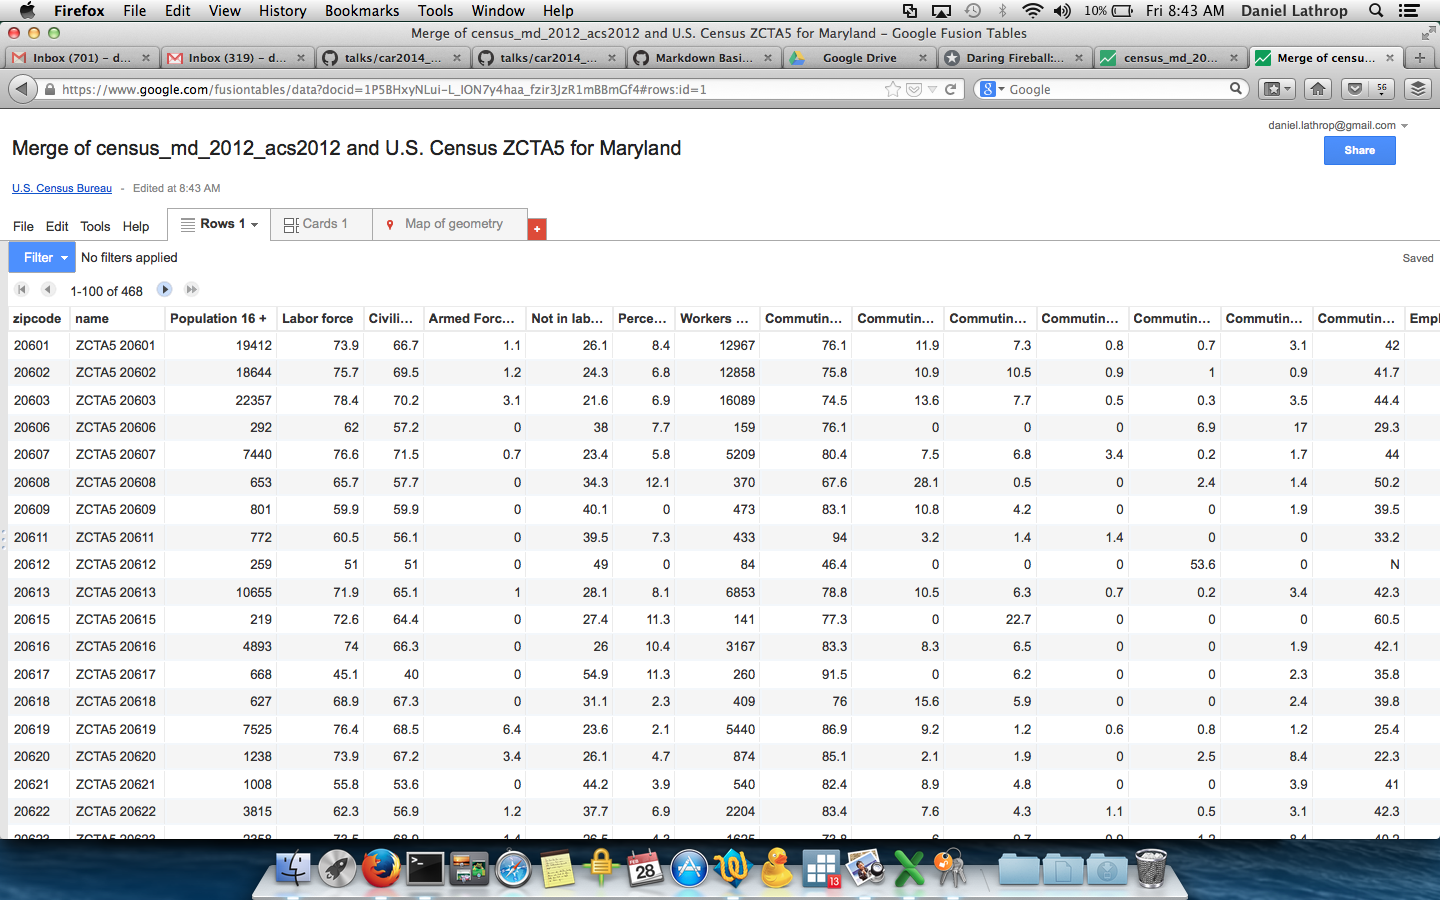 Firefox File Edit View History Bookmarks Tools Window Help 10% Fri 8:43 AM Daniel Lathrop
Merge of census_md_2012_acs2012 and U.S. Census ZCTA5 for Maryland – Google Fusion Tables
Inbox (701) – d... Inbox (319) – d... talks/car2014_... talks/car2014_... Markdown Basi... Google Drive Daring Fireball:... census_md_20... Merge of censu...
https://www.google.com/fusiontables/data?docid=1P5BHxyNLui-L_ION7y4haa_fzir3JzR1mBBmGf4#rows:id=1 Google 56
daniel.lathrop@gmail.com
Merge of census_md_2012_acs2012 and U.S. Census ZCTA5 for Maryland
Share
U.S. Census Bureau - Edited at 8:43 AM
File Edit Tools Help Rows 1 Cards 1 Map of geometry +
Filter No filters applied Saved
1-100 of 468
zipcode name Population 16 + Labor force Civili... Armed Forc... Not in lab... Perce... Workers ... Commutin... Commutin... Commutin... Commutin... Commutin... Commutin... Commutin... Empl
20601 ZCTA5 20601 19412 73.9 66.7 1.1 26.1 8.4 12967 76.1 11.9 7.3 0.8 0.7 3.1 42
20602 ZCTA5 20602 18644 75.7 69.5 1.2 24.3 6.8 12858 75.8 10.9 10.5 0.9 1 0.9 41.7
20603 ZCTA5 20603 22357 78.4 70.2 3.1 21.6 6.9 16089 74.5 13.6 7.7 0.5 0.3 3.5 44.4
20606 ZCTA5 20606 292 62 57.2 0 38 7.7 159 76.1 0 0 0 6.9 17 29.3
20607 ZCTA5 20607 7440 76.6 71.5 0.7 23.4 5.8 5209 80.4 7.5 6.8 3.4 0.2 1.7 44
20608 ZCTA5 20608 653 65.7 57.7 0 34.3 12.1 370 67.6 28.1 0.5 0 2.4 1.4 50.2
20609 ZCTA5 20609 801 59.9 59.9 0 40.1 0 473 83.1 10.8 4.2 0 0 1.9 39.5
20611 ZCTA5 20611 772 60.5 56.1 0 39.5 7.3 433 94 3.2 1.4 1.4 0 0 33.2
20612 ZCTA5 20612 259 51 51 0 49 0 84 46.4 0 0 0 53.6 0 N
20613 ZCTA5 20613 10655 71.9 65.1 1 28.1 8.1 6853 78.8 10.5 6.3 0.7 0.2 3.4 42.3
20615 ZCTA5 20615 219 72.6 64.4 0 27.4 11.3 141 77.3 0 22.7 0 0 0 60.5
20616 ZCTA5 20616 4893 74 66.3 0 26 10.4 3167 83.3 8.3 6.5 0 0 1.9 42.1
20617 ZCTA5 20617 668 45.1 40 0 54.9 11.3 260 91.5 0 6.2 0 0 2.3 35.8
20618 ZCTA5 20618 627 68.9 67.3 0 31.1 2.3 409 76 15.6 5.9 0 0 2.4 39.8
20619 ZCTA5 20619 7525 76.4 68.5 6.4 23.6 2.1 5440 86.9 9.2 1.2 0.6 0.8 1.2 25.4
20620 ZCTA5 20620 1238 73.9 67.2 3.4 26.1 4.7 874 85.1 2.1 1.9 0 2.5 8.4 22.3
20621 ZCTA5 20621 1008 55.8 53.6 0 44.2 3.9 540 82.4 8.9 4.8 0 0 3.9 41
20622 ZCTA5 20622 3815 62.3 56.9 1.2 37.7 6.9 2204 83.4 7.6 4.3 1.1 0.5 3.1 42.3
20623 ZCTA5 20623
FEB 28 13